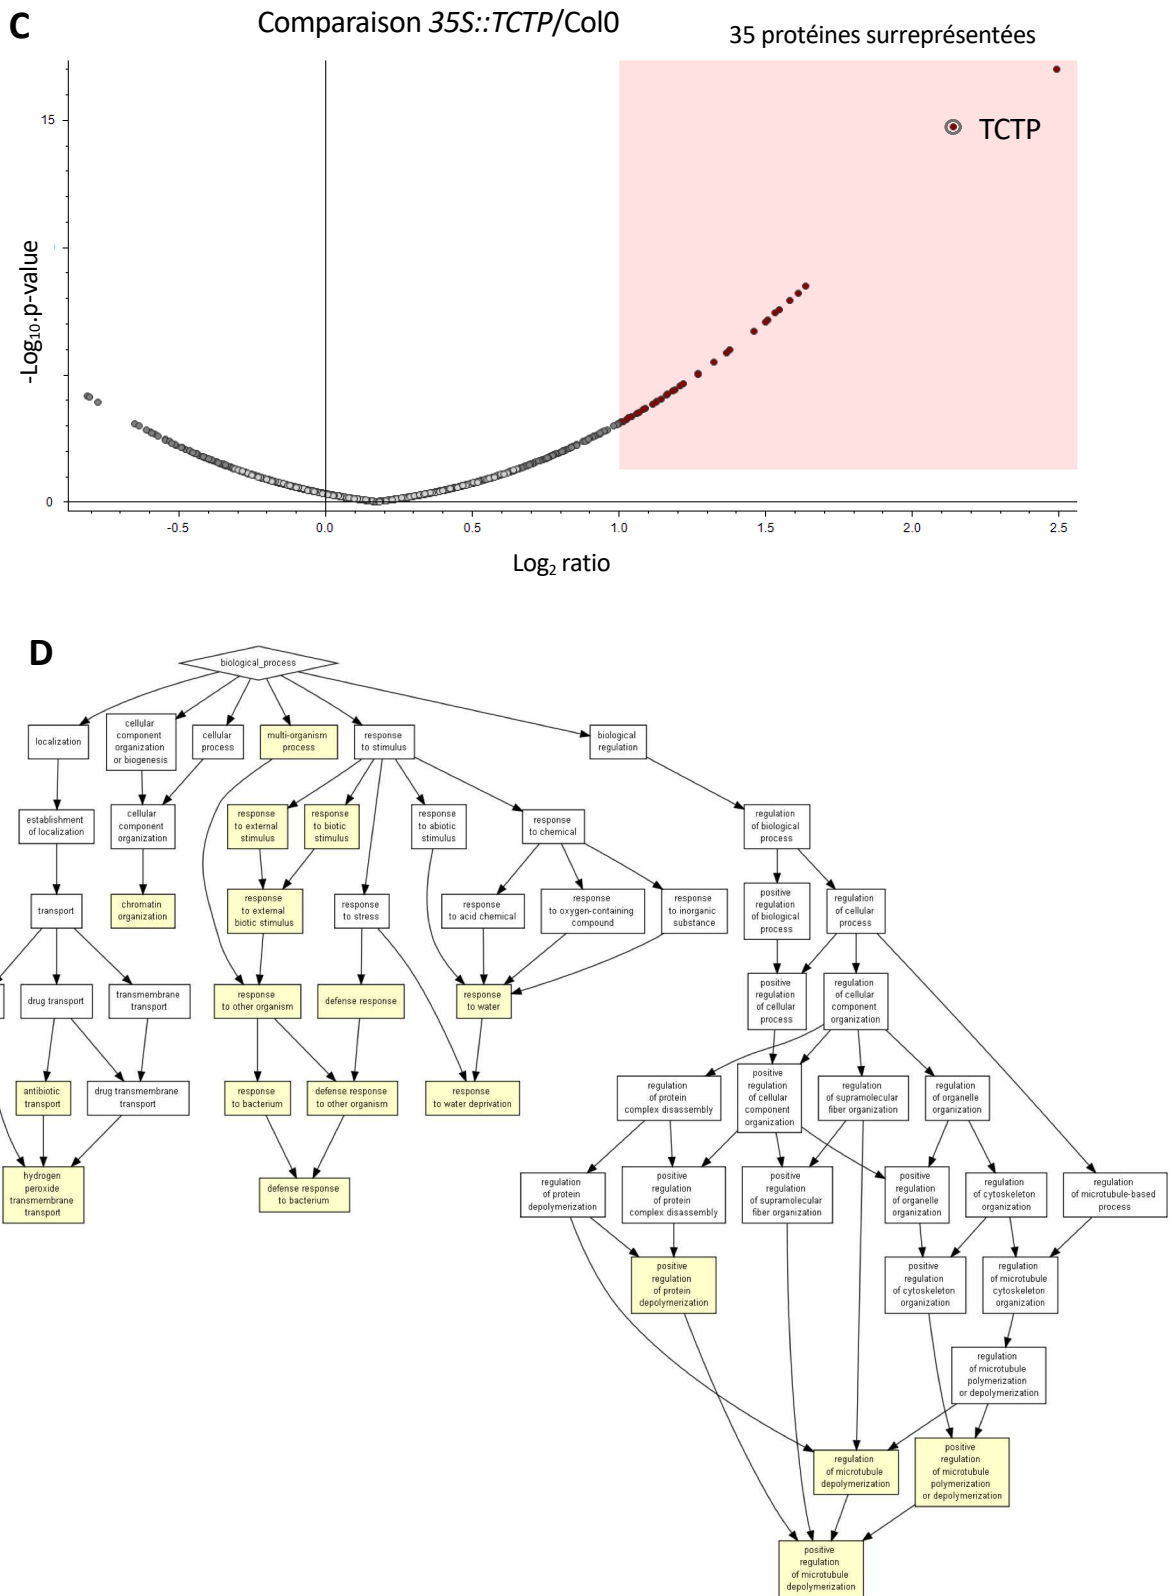 C
Comparaison 35S::TCTP/Col0
35 protéines surreprésentées
15
TCTP
-Log10.p-value
0
-0.5
0.0
0.5
1.0
1.5
2.0
2.5
Log2 ratio
D
biological_process
localization
cellular
component
organization
or biogenesis
cellular
process
multi-organism
process
response
to stimulus
biological
regulation
establishment
of localization
cellular
component
organization
response
to external
stimulus
response
to biotic
stimulus
response
to abiotic
stimulus
response
to chemical
regulation
of biological
process
transport
chromatin
organization
response
to external
biotic stimulus
response
to stress
response
to acid chemical
response
to oxygen-containing
compound
response
to inorganic
substance
positive
regulation
of biological
process
regulation
of cellular
process
drug transport
transmembrane
transport
response
to other organism
defense response
response
to water
positive
regulation
of cellular
process
regulation
of cellular
component
organization
antibiotic
transport
drug transmembrane
transport
response
to bacterium
defense response
to other organism
response
to water deprivation
regulation
of protein
complex disassembly
positive
regulation
of cellular
component
organization
regulation
of supramolecular
fiber organization
regulation
of organelle
organization
hydrogen
peroxide
transmembrane
transport
defense response
to bacterium
regulation
of protein
depolymerization
positive
regulation
of protein
complex disassembly
positive
regulation
of supramolecular
fiber organization
positive
regulation
of organelle
organization
regulation
of cytoskeleton
organization
regulation
of microtubule-based
process
positive
regulation
of protein
depolymerization
positive
regulation
of cytoskeleton
organization
regulation
of microtubule
cytoskeleton
organization
regulation
of microtubule
polymerization
or depolymerization
regulation
of microtubule
depolymerization
positive
regulation
of microtubule
polymerization
or depolymerization
positive
regulation
of microtubule
depolymerization